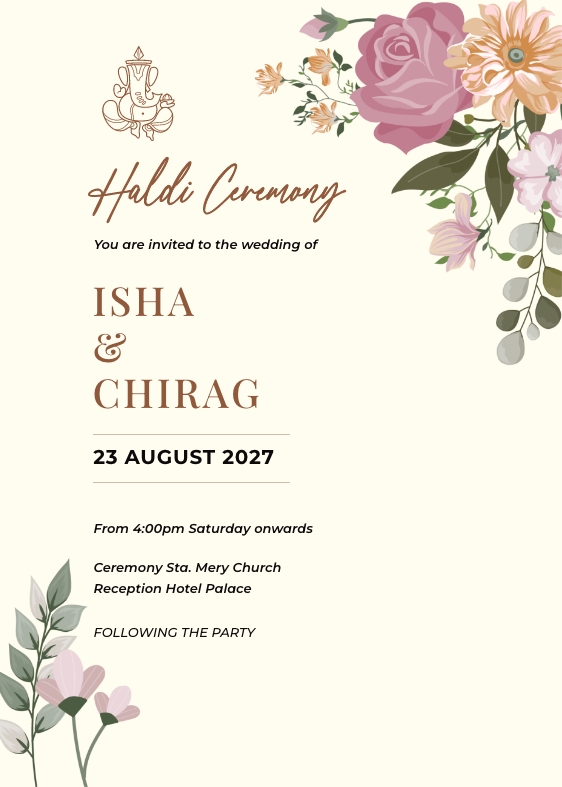 Haldi Ceremony
You are invited to the wedding of
ISHA
&
CHIRAG
23 AUGUST 2027
From 4:00pm Saturday onwards
Ceremony Sta. Mery Church
Reception Hotel Palace
FOLLOWING THE PARTY